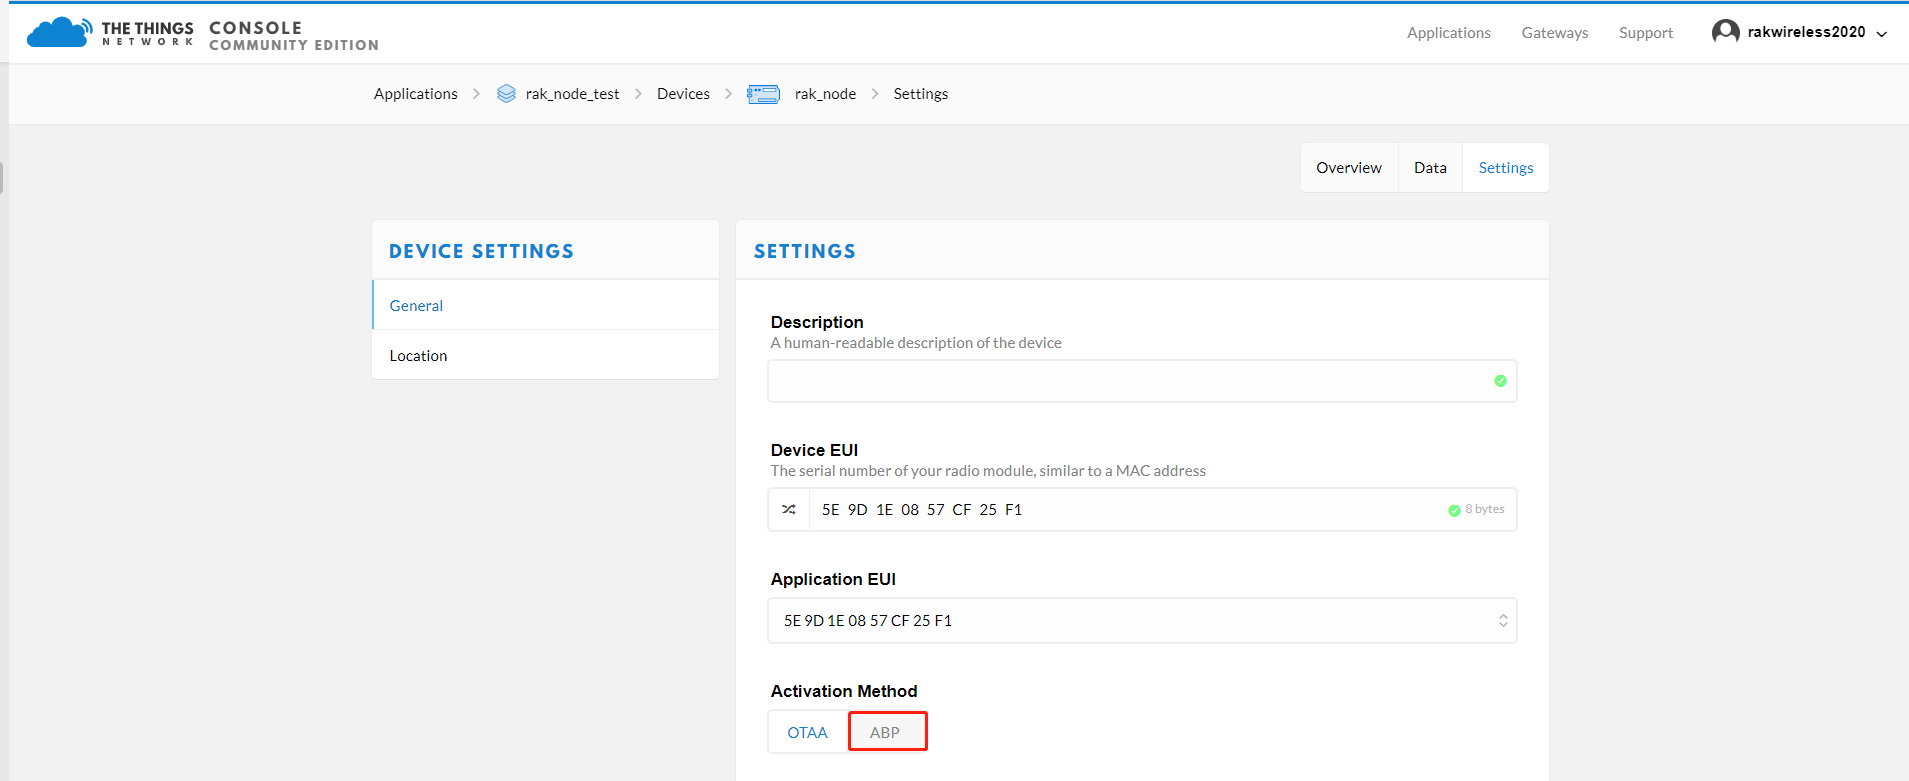 THE THINGS
NETWORK
CONSOLE
COMMUNITY EDITION
Applications
Gateways
Support
rakwireless2020
Applications
rak_node_test
Devices
rak_node
Settings
Overview
Data
Settings
DEVICE SETTINGS
General
Location
SETTINGS
Description
A human-readable description of the device
Device EUI
The serial number of your radio module, similar to a MAC address
5E 9D 1E 08 57 CF 25 F1
8 bytes
Application EUI
5E 9D 1E 08 57 CF 25 F1
Activation Method
OTAA
ABP